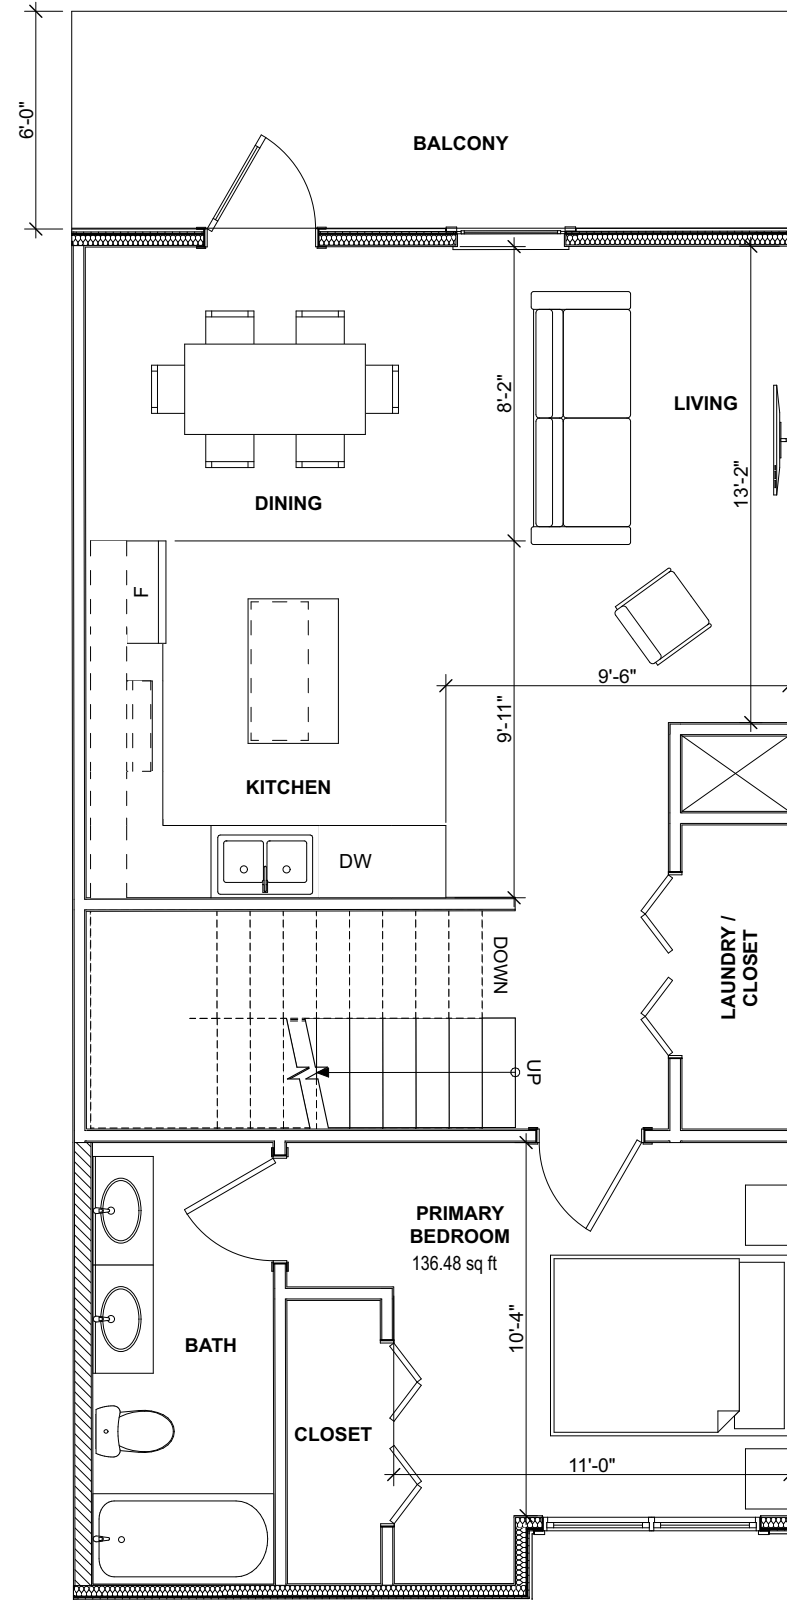 6'-0"
BALCONY
8'-2"
LIVING
13'-2"
DINING
F
9'-6"
9'-11"
KITCHEN
DW
DOWN
LAUNDRY /
CLOSET
UP
PRIMARY
BEDROOM
136.48 sq ft
10'-4"
BATH
CLOSET
11'-0"